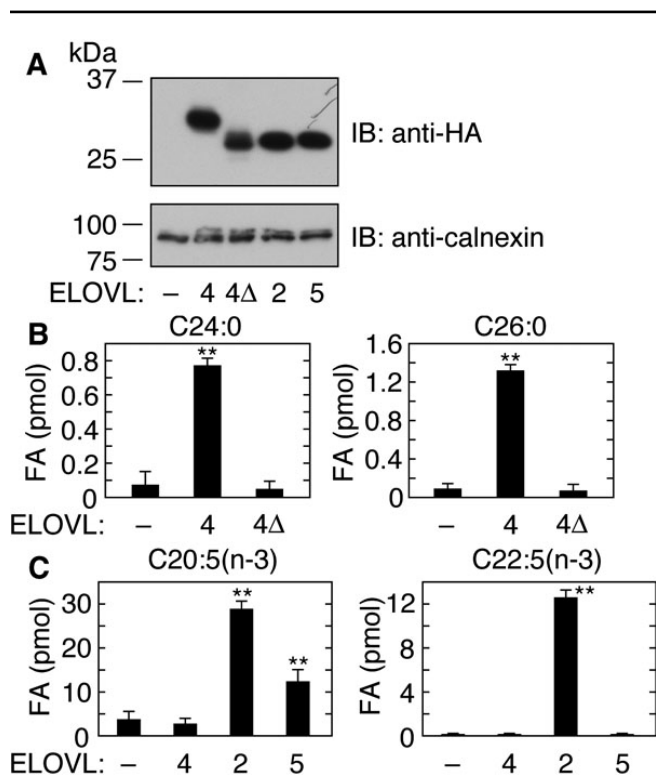 A
kDa
37
25
IB: anti-HA
100
75
IB: anti-calnexin
ELOVL: – 4 4Δ 2 5
B
C24:0
FA (pmol)
0.8
0.6
0.4
0.2
0
**
ELOVL: – 4 4Δ
C26:0
FA (pmol)
1.6
1.2
0.8
0.4
0
**
– 4 4Δ
C
C20:5(n-3)
FA (pmol)
30
20
10
0
**
**
ELOVL: – 4 2 5
C22:5(n-3)
FA (pmol)
12
8
4
0
**
– 4 2 5